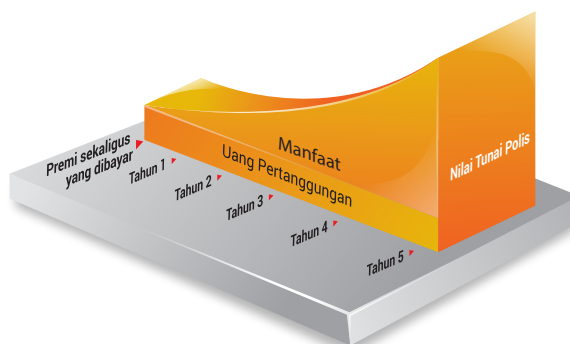 Premi sekaligus
yang dibayar
Tahun 1
Tahun 2
Tahun 3
Tahun 4
Tahun 5
Manfaat
Uang Pertanggungan
Nilai Tunai Polis